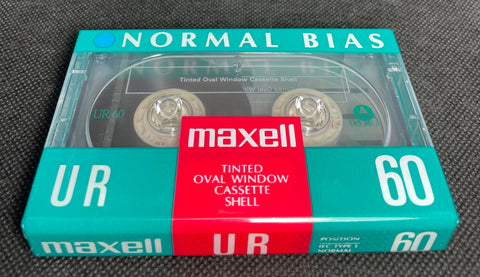 NORMAL BIAS
Tinted Oval Window Cassette Shell
UR 60
A
maxell
TINTED
OVAL WINDOW
CASSETTE
SHELL
UR
60
maxell
UR
POSITION
IEC TYPE I
NORMAL
60